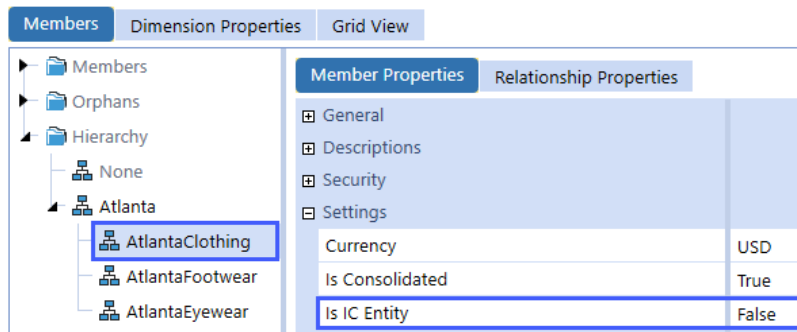 Members Dimension Properties Grid View
Members
Orphans
Hierarchy
None
Atlanta
AtlantaClothing
AtlantaFootwear
AtlantaEyewear
Member Properties Relationship Properties
General
Descriptions
Security
Settings
Currency USD
Is Consolidated True
Is IC Entity False